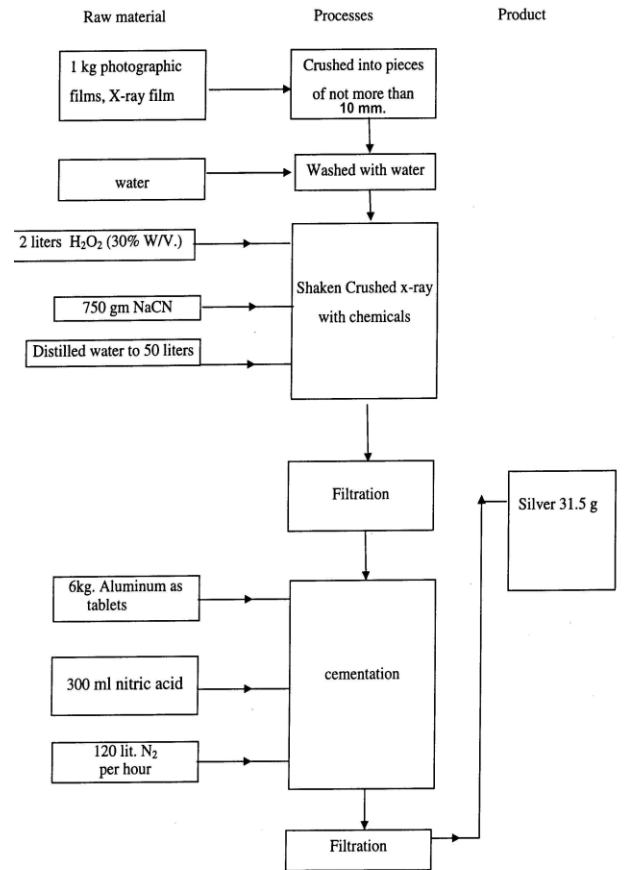 Raw material
Processes
Product
1 kg photographic
films, X-ray film
Crushed into pieces
of not more than
10 mm.
water
Washed with water
2 liters H₂O₂ (30% W/V.)
750 gm NaCN
Distilled water to 50 liters
Shaken Crushed x-ray
with chemicals
Filtration
Silver 31.5 g
6kg. Aluminum as
tablets
300 ml nitric acid
120 lit. N₂
per hour
cementation
Filtration